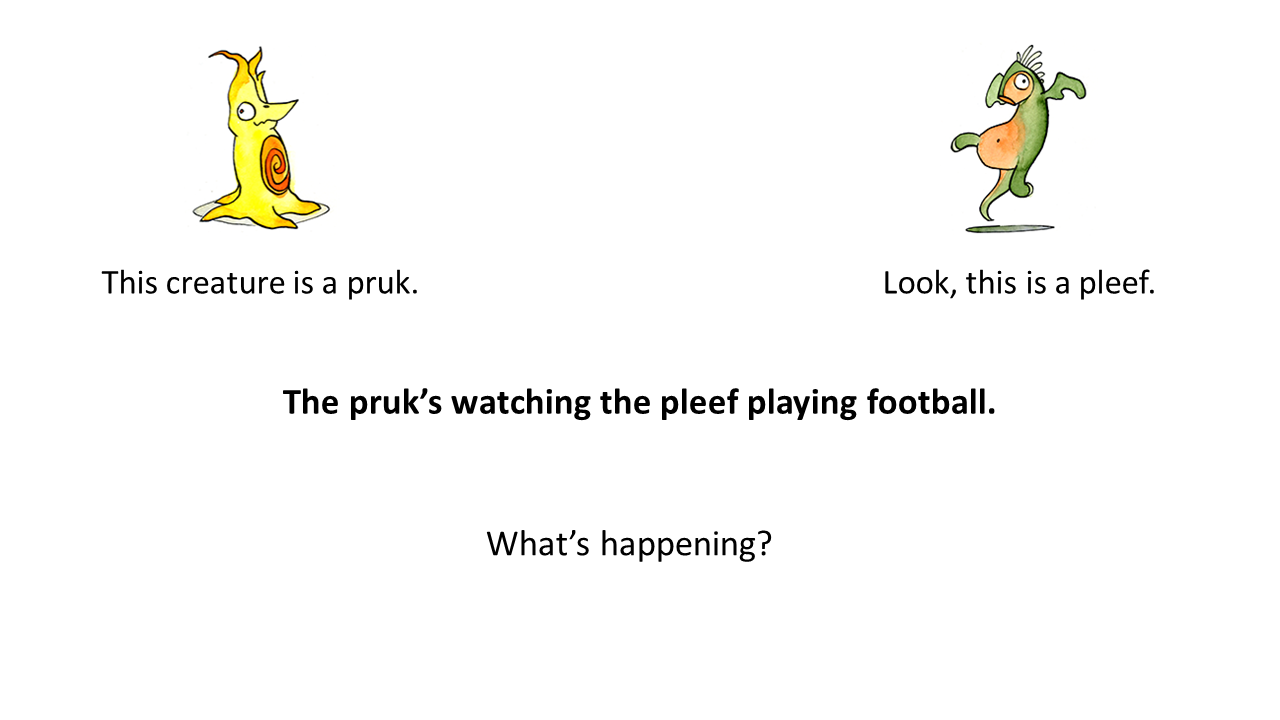 This creature is a pruk.
Look, this is a pleef.
The pruk’s watching the pleef playing football.
What’s happening?